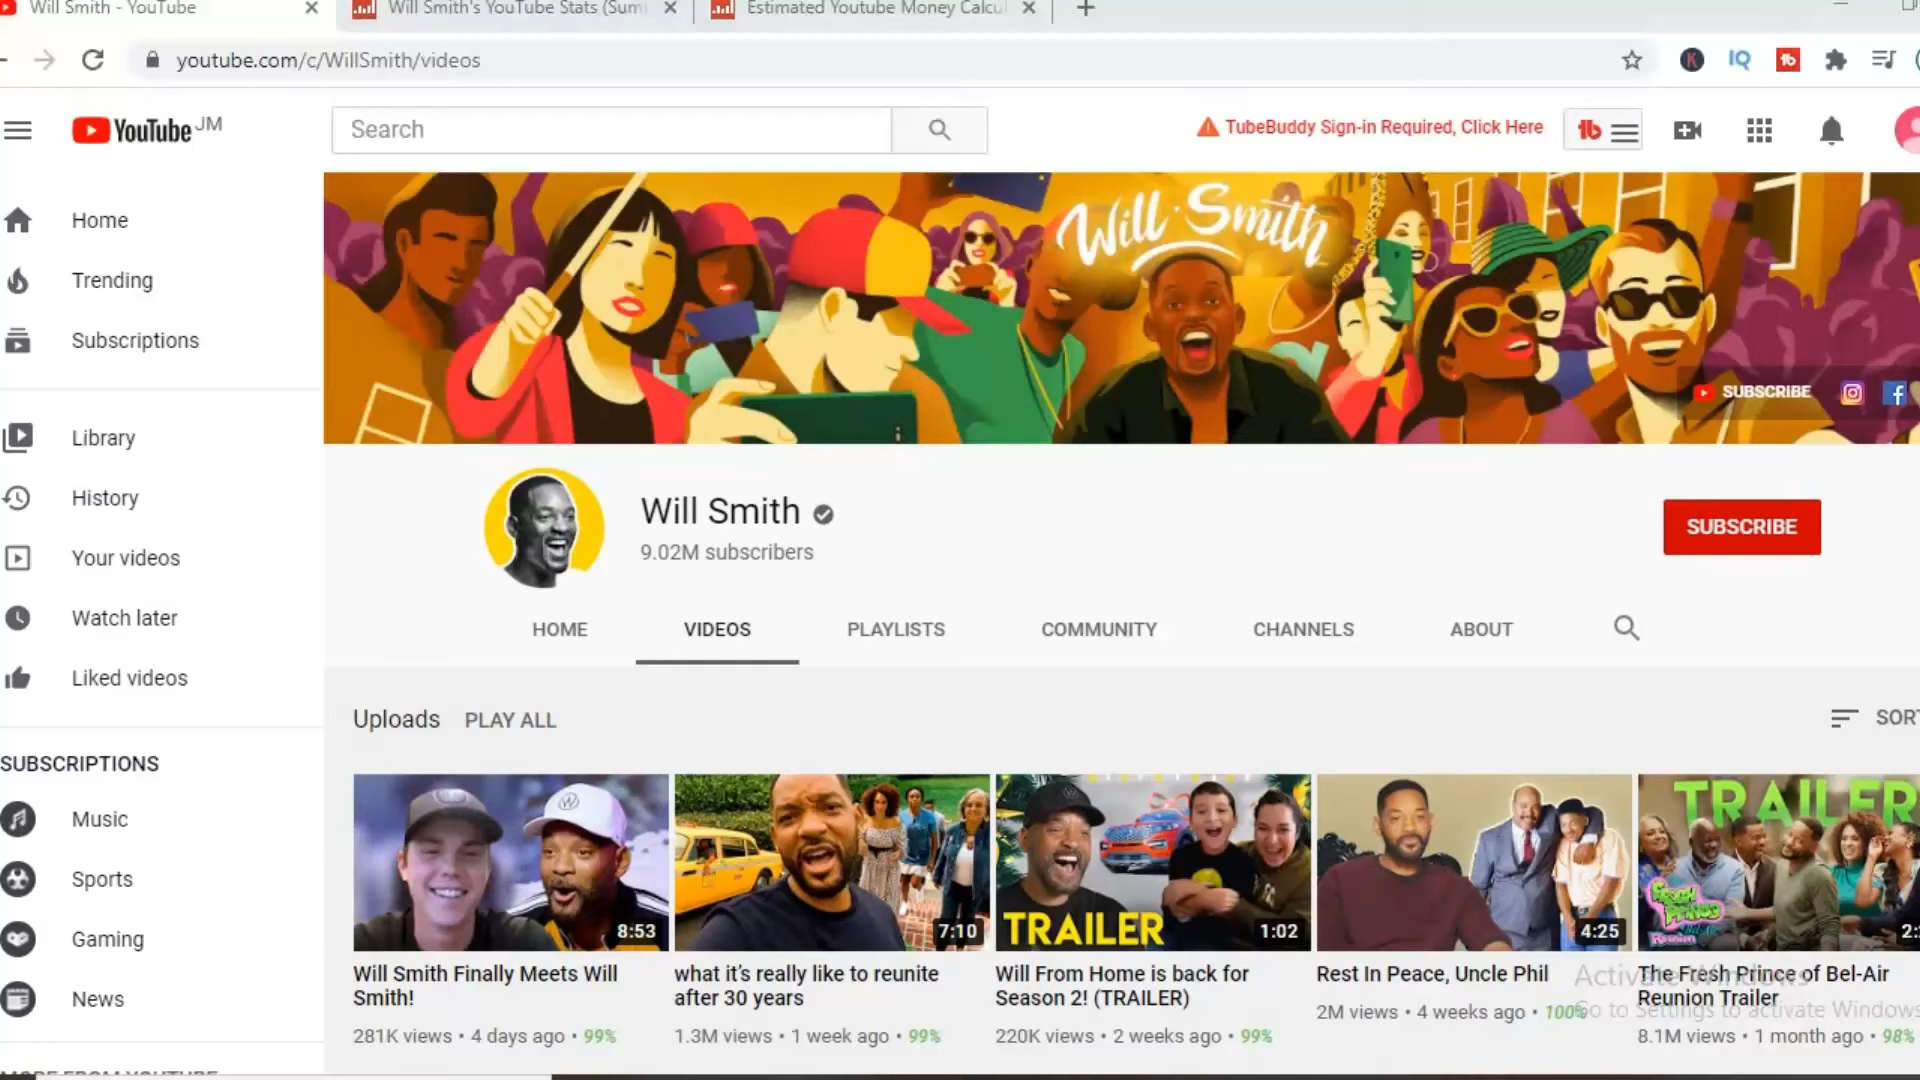 Will Smith - YouTube
Will Smith's YouTube Stats (Sum
Estimated Youtube Money Calcu
youtube.com/c/WillSmith/videos
YouTube JM
Search
TubeBuddy Sign-in Required, Click Here
Home
Trending
Subscriptions
Library
History
Your videos
Watch later
Liked videos
SUBSCRIPTIONS
Music
Sports
Gaming
News
Will Smith
SUBSCRIBE
Will Smith
9.02M subscribers
SUBSCRIBE
HOME
VIDEOS
PLAYLISTS
COMMUNITY
CHANNELS
ABOUT
Uploads
PLAY ALL
SORT
8:53
Will Smith Finally Meets Will
Smith!
281K views • 4 days ago • 99%
7:10
what it's really like to reunite
after 30 years
1.3M views • 1 week ago • 99%
TRAILER
1:02
Will From Home is back for
Season 2! (TRAILER)
220K views • 2 weeks ago • 99%
4:25
Rest In Peace, Uncle Phil
2M views • 4 weeks ago • 100%
TRAILER
Fresh Prince
Reunion
The Fresh Prince of Bel-Air
Reunion Trailer
8.1M views • 1 month ago • 98%
Activate Windows
Go to Settings to activate Windows